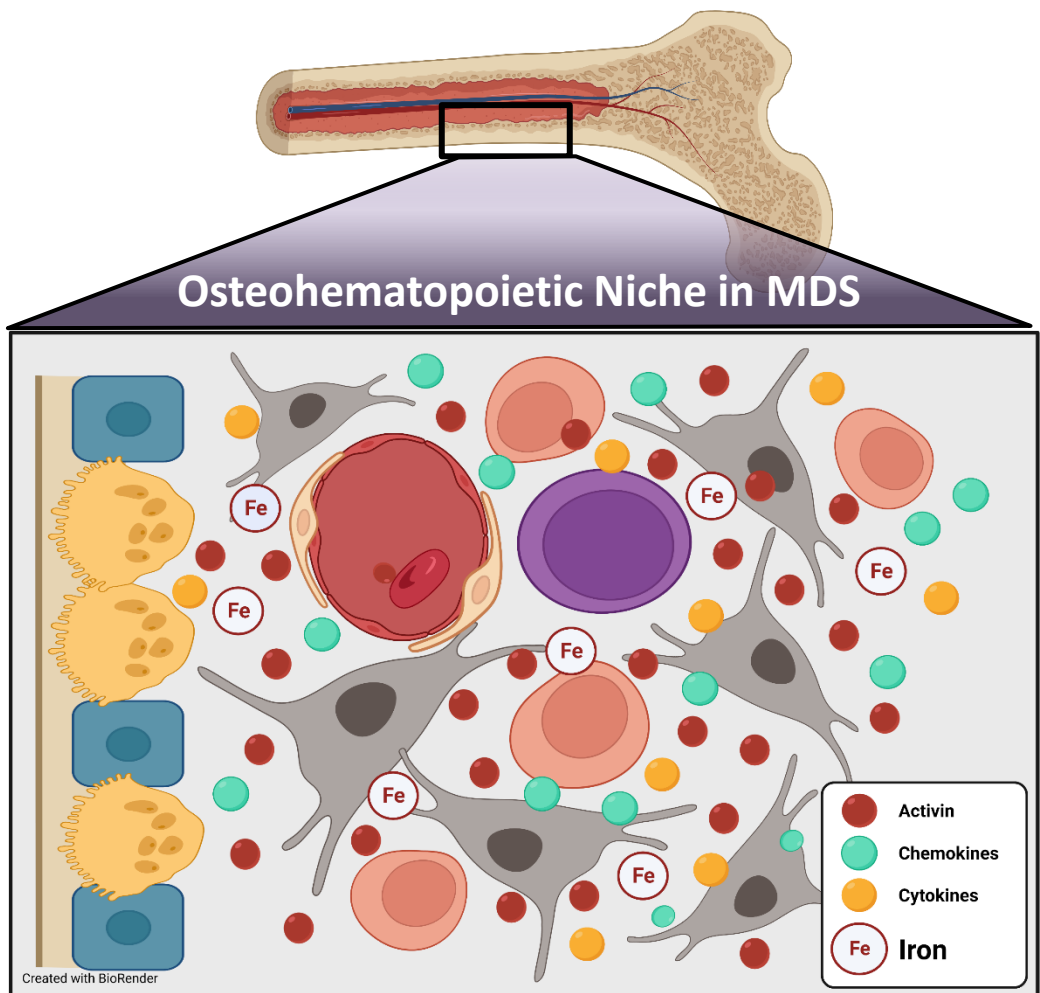 Osteohematopoietic Niche in MDS
Fe
Fe
Fe
Fe
Fe
Fe
Fe
Activin
Chemokines
Cytokines
Fe Iron
Created with BioRender